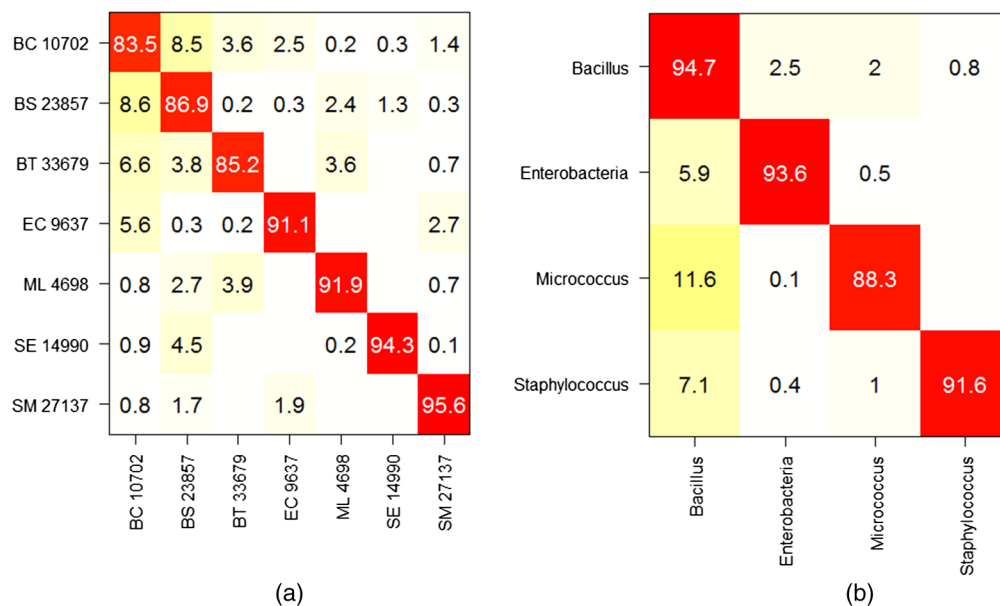 BC 10702 83.5 8.5 3.6 2.5 0.2 0.3 1.4
BS 23857 8.6 86.9 0.2 0.3 2.4 1.3 0.3
BT 33679 6.6 3.8 85.2 3.6 0.7
EC 9637 5.6 0.3 0.2 91.1 2.7
ML 4698 0.8 2.7 3.9 91.9 0.7
SE 14990 0.9 4.5 0.2 94.3 0.1
SM 27137 0.8 1.7 1.9 95.6
BC 10702 BS 23857 BT 33679 EC 9637 ML 4698 SE 14990 SM 27137
(a)
Bacillus 94.7 2.5 2 0.8
Enterobacteria 5.9 93.6 0.5
Micrococcus 11.6 0.1 88.3
Staphylococcus 7.1 0.4 1 91.6
Bacillus Enterobacteria Micrococcus Staphylococcus
(b)